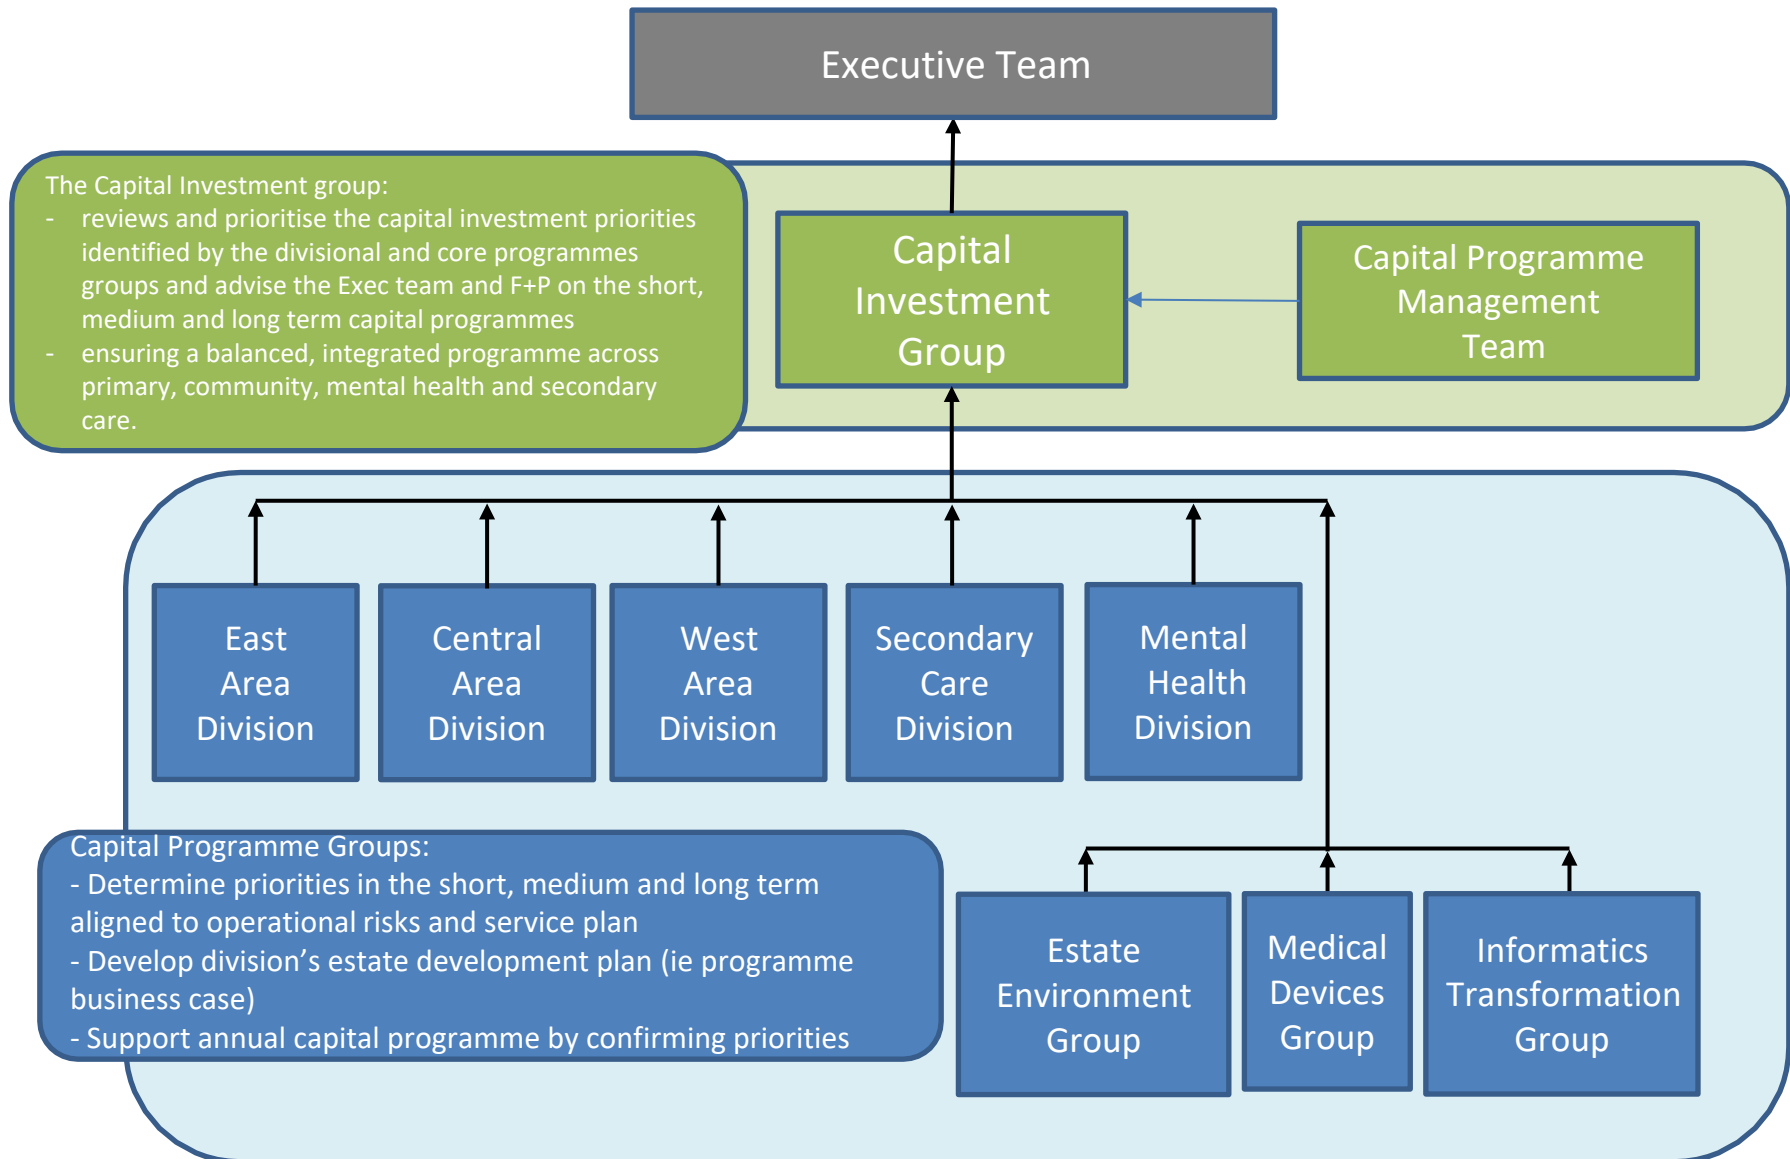 Executive Team
The Capital Investment group:
- reviews and prioritise the capital investment priorities
identified by the divisional and core programmes
groups and advise the Exec team and F+P on the short,
medium and long term capital programmes
- ensuring a balanced, integrated programme across
primary, community, mental health and secondary
care.
Capital
Investment
Group
Capital Programme
Management
Team
East
Area
Division
Central
Area
Division
West
Area
Division
Secondary
Care
Division
Mental
Health
Division
Capital Programme Groups:
- Determine priorities in the short, medium and long term
aligned to operational risks and service plan
- Develop division’s estate development plan (ie programme
business case)
- Support annual capital programme by confirming priorities
Estate
Environment
Group
Medical
Devices
Group
Informatics
Transformation
Group